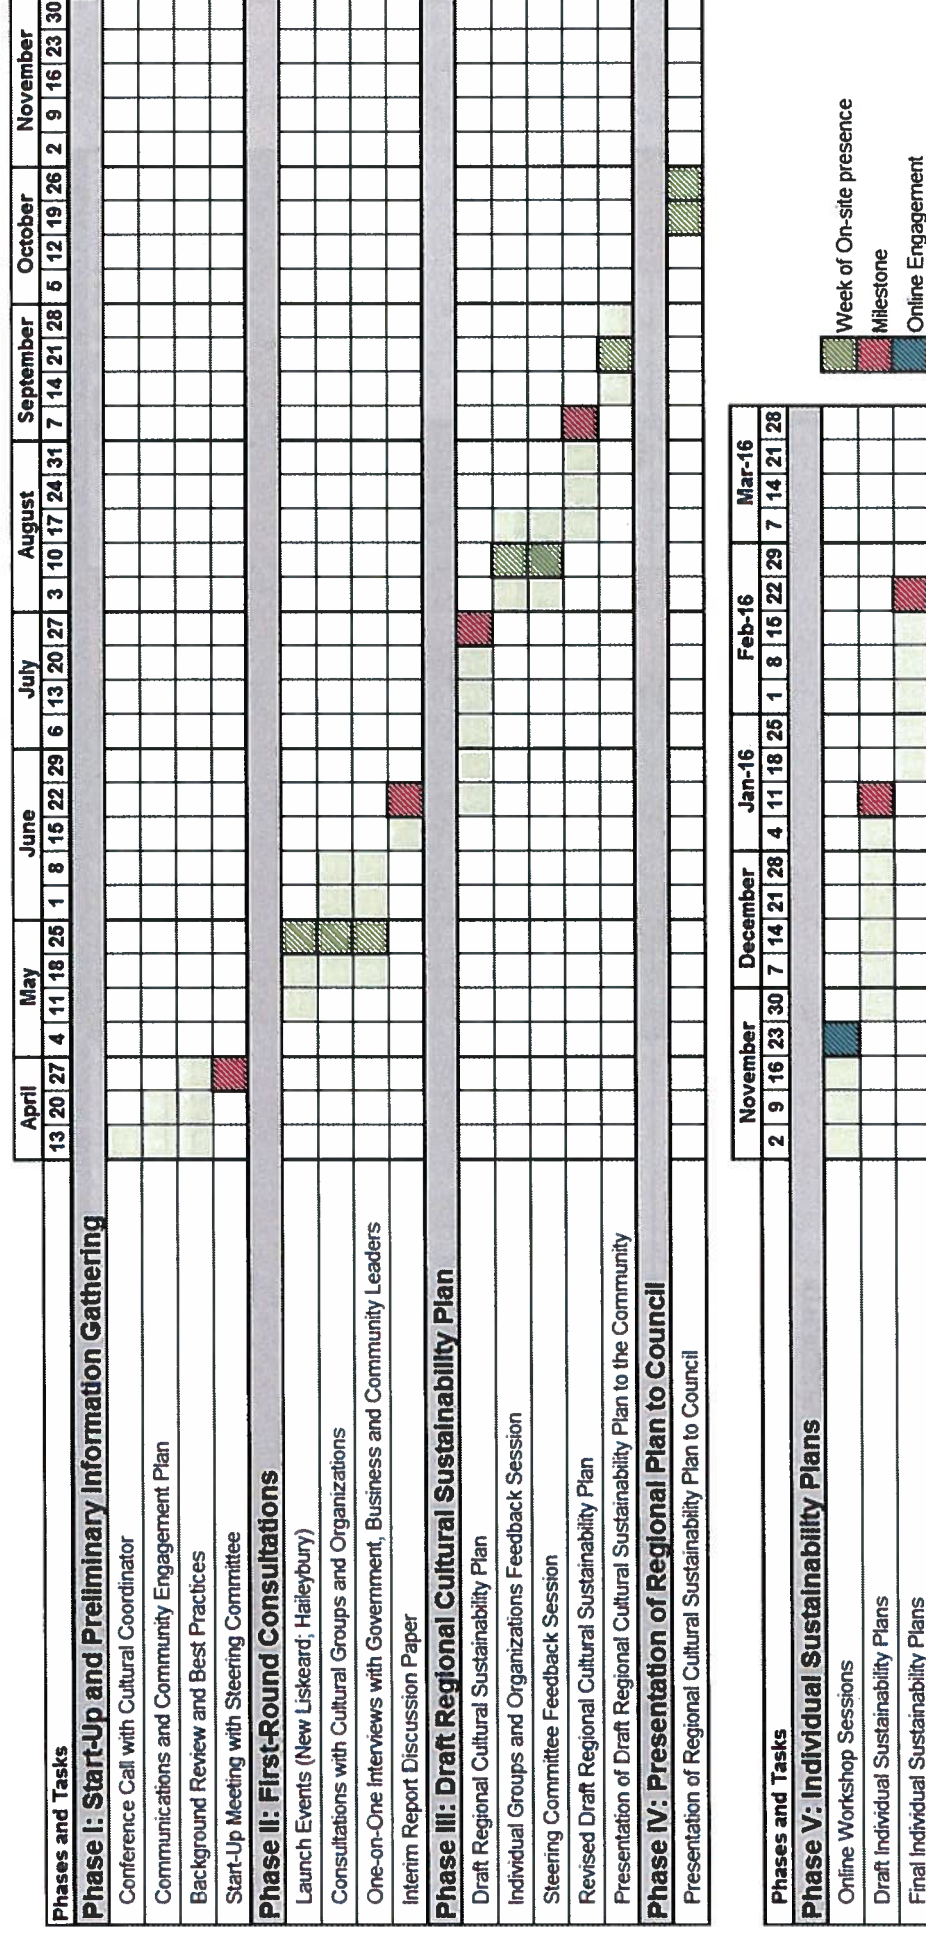 April May June July August September October November
Phases and Tasks 13 20 27 4 11 18 25 1 8 15 22 29 6 13 20 27 3 10 17 24 31 7 14 21 28 5 12 19 26 2 9 16 23 30
Phase I: Start-Up and Preliminary Information Gathering
Conference Call with Cultural Coordinator
Communications and Community Engagement Plan
Background Review and Best Practices
Start-Up Meeting with Steering Committee
Phase II: First-Round Consultations
Launch Events (New Liskeard; Haileybury)
Consultations with Cultural Groups and Organizations
One-on-One Interviews with Government, Business and Community Leaders
Interim Report Discussion Paper
Phase III: Draft Regional Cultural Sustainability Plan
Draft Regional Cultural Sustainability Plan
Individual Groups and Organizations Feedback Session
Steering Committee Feedback Session
Revised Draft Regional Cultural Sustainability Plan
Presentation of Draft Regional Cultural Sustainability Plan to the Community
Phase IV: Presentation of Regional Plan to Council
Presentation of Regional Cultural Sustainability Plan to Council
November December Jan-16 Feb-16 Mar-16
Phases and Tasks 2 9 16 23 30 7 14 21 28 4 11 18 25 1 8 15 22 29 7 14 21 28
Phase V: Individual Sustainability Plans
Online Workshop Sessions
Draft Individual Sustainability Plans
Final Individual Sustainability Plans
Week of On-site presence
Milestone
Online Engagement